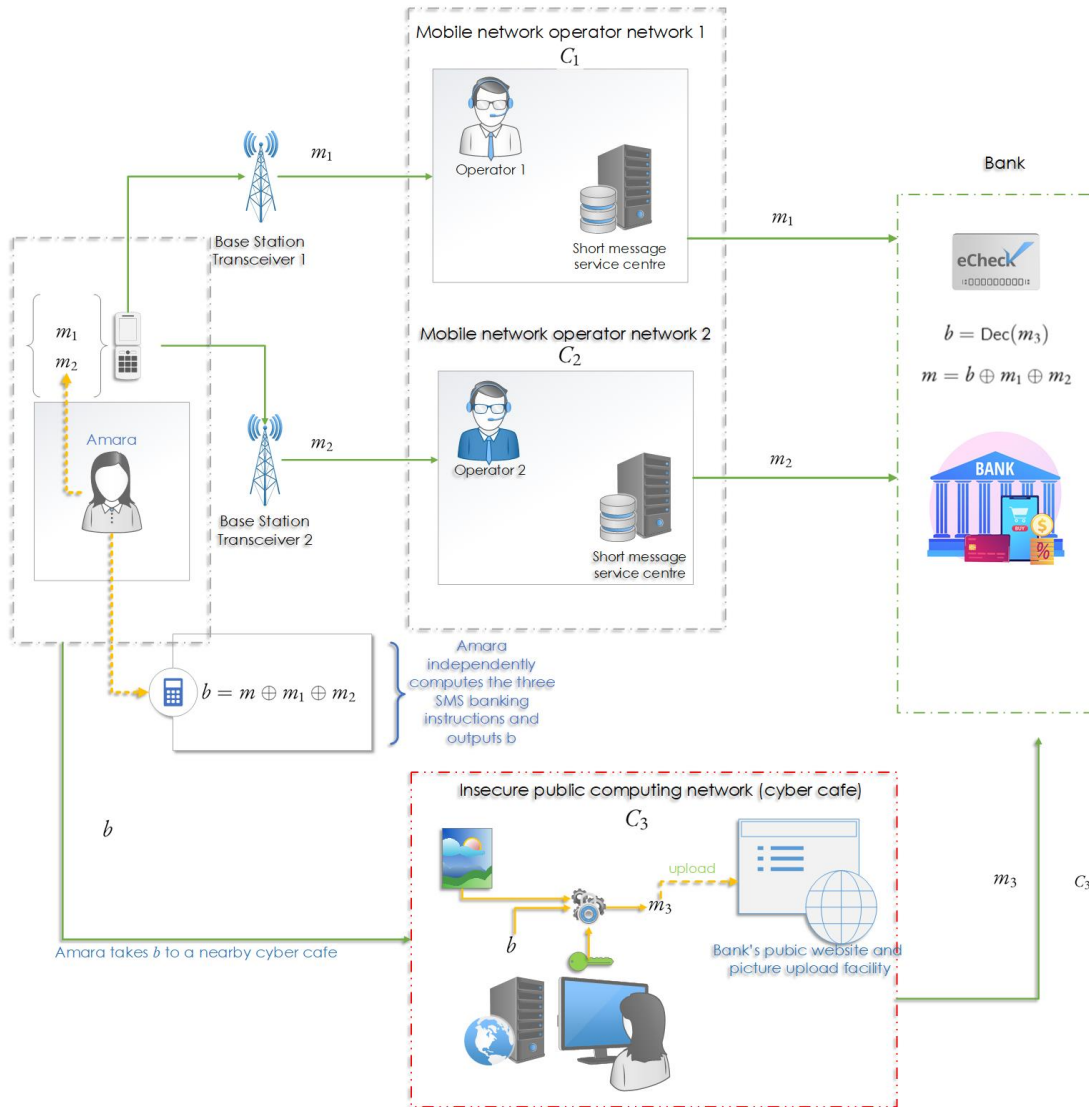 Mobile network operator network 1
C₁
Operator 1
Short message
service centre
m₁
Base Station
Transceiver 1
m₁
Bank
eCheck
b = Dec(m₃)
m = b ⊕ m₁ ⊕ m₂
BANK
BUY
$
%
m₁
m₂
Amara
Mobile network operator network 2
C₂
Operator 2
Short message
service centre
m₂
Base Station
Transceiver 2
m₂
b = m ⊕ m₁ ⊕ m₂
Amara
independently
computes the three
SMS banking
instructions and
outputs b
b
Amara takes b to a nearby cyber cafe
Insecure public computing network (cyber cafe)
C₃
upload
m₃
b
Bank's pubic website and
picture upload facility
m₃
C₃